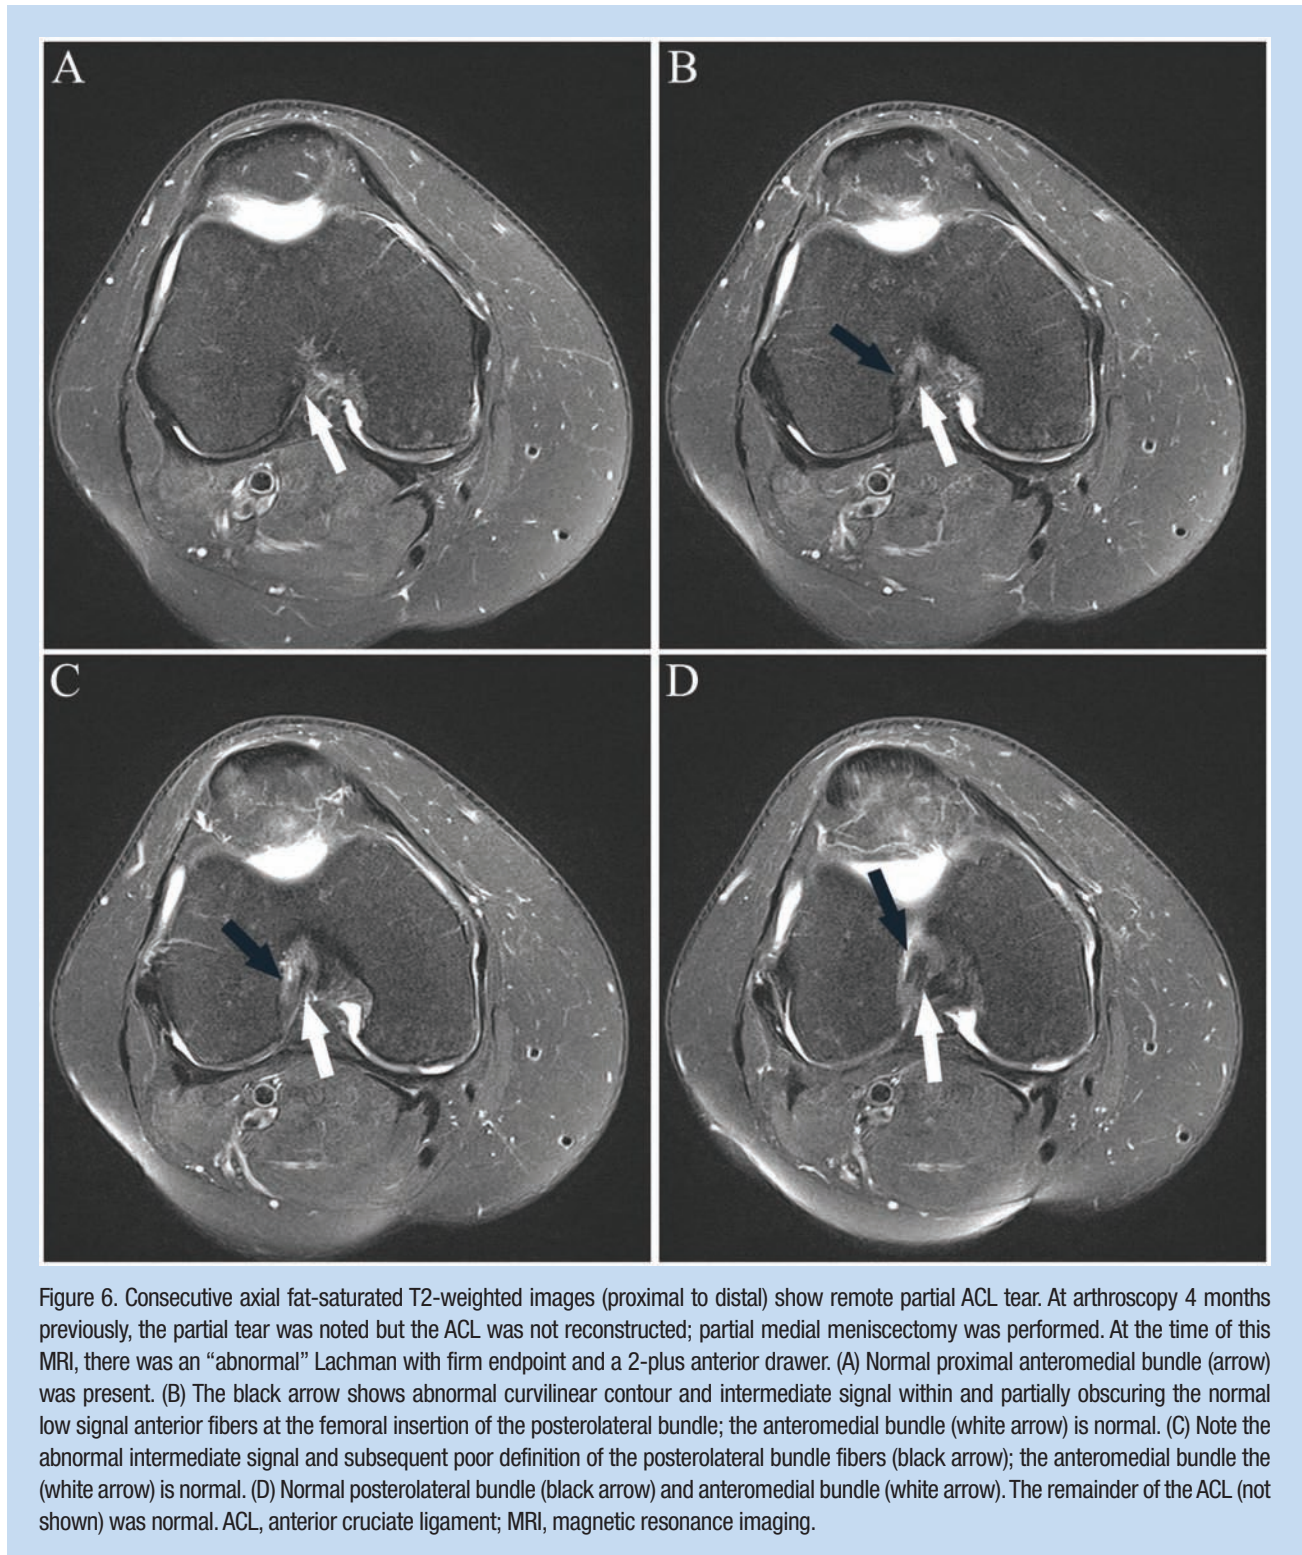 A
B
C
D
Figure 6. Consecutive axial fat-saturated T2-weighted images (proximal to distal) show remote partial ACL tear. At arthroscopy 4 months
previously, the partial tear was noted but the ACL was not reconstructed; partial medial meniscectomy was performed. At the time of this
MRI, there was an “abnormal” Lachman with firm endpoint and a 2-plus anterior drawer. (A) Normal proximal anteromedial bundle (arrow)
was present. (B) The black arrow shows abnormal curvilinear contour and intermediate signal within and partially obscuring the normal
low signal anterior fibers at the femoral insertion of the posterolateral bundle; the anteromedial bundle (white arrow) is normal. (C) Note the
abnormal intermediate signal and subsequent poor definition of the posterolateral bundle fibers (black arrow); the anteromedial bundle the
(white arrow) is normal. (D) Normal posterolateral bundle (black arrow) and anteromedial bundle (white arrow). The remainder of the ACL (not
shown) was normal. ACL, anterior cruciate ligament; MRI, magnetic resonance imaging.